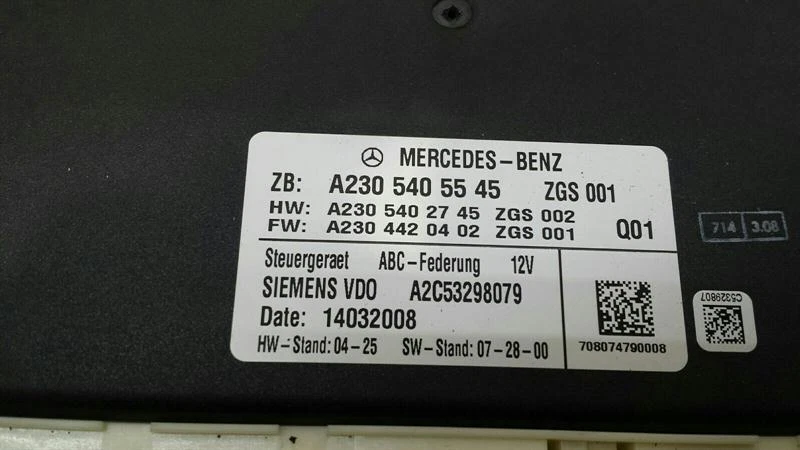 MERCEDES-BENZ
ZB: A230 540 55 45 ZGS 001
HW: A230 540 27 45 ZGS 002
FW: A230 442 04 02 ZGS 001 Q01
Steuergeraet ABC-Federung 12V
SIEMENS VDO A2C53298079
Date: 14032008
HW-Stand: 04-25 SW-Stand: 07-28-00
708074790008
714 3.08
C5329807